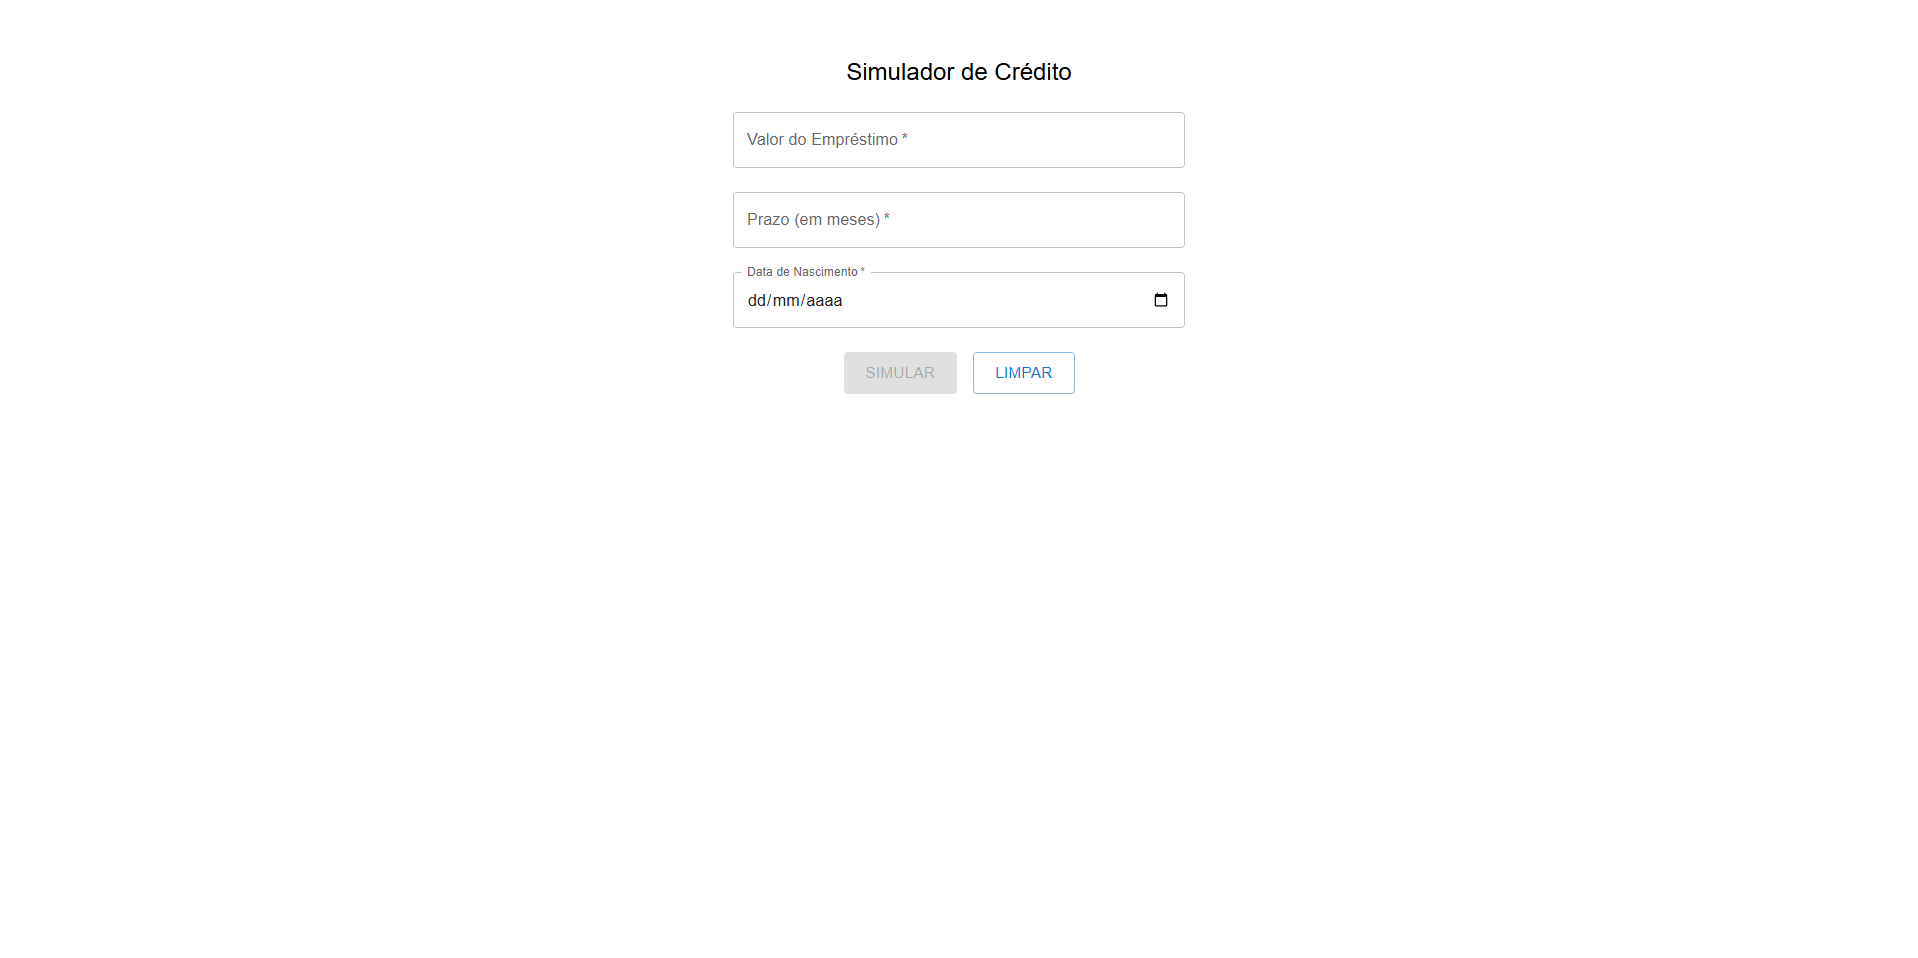 Simulador de Crédito
Valor do Empréstimo *
Prazo (em meses) *
Data de Nascimento *
dd/mm/aaaa
SIMULAR LIMPAR